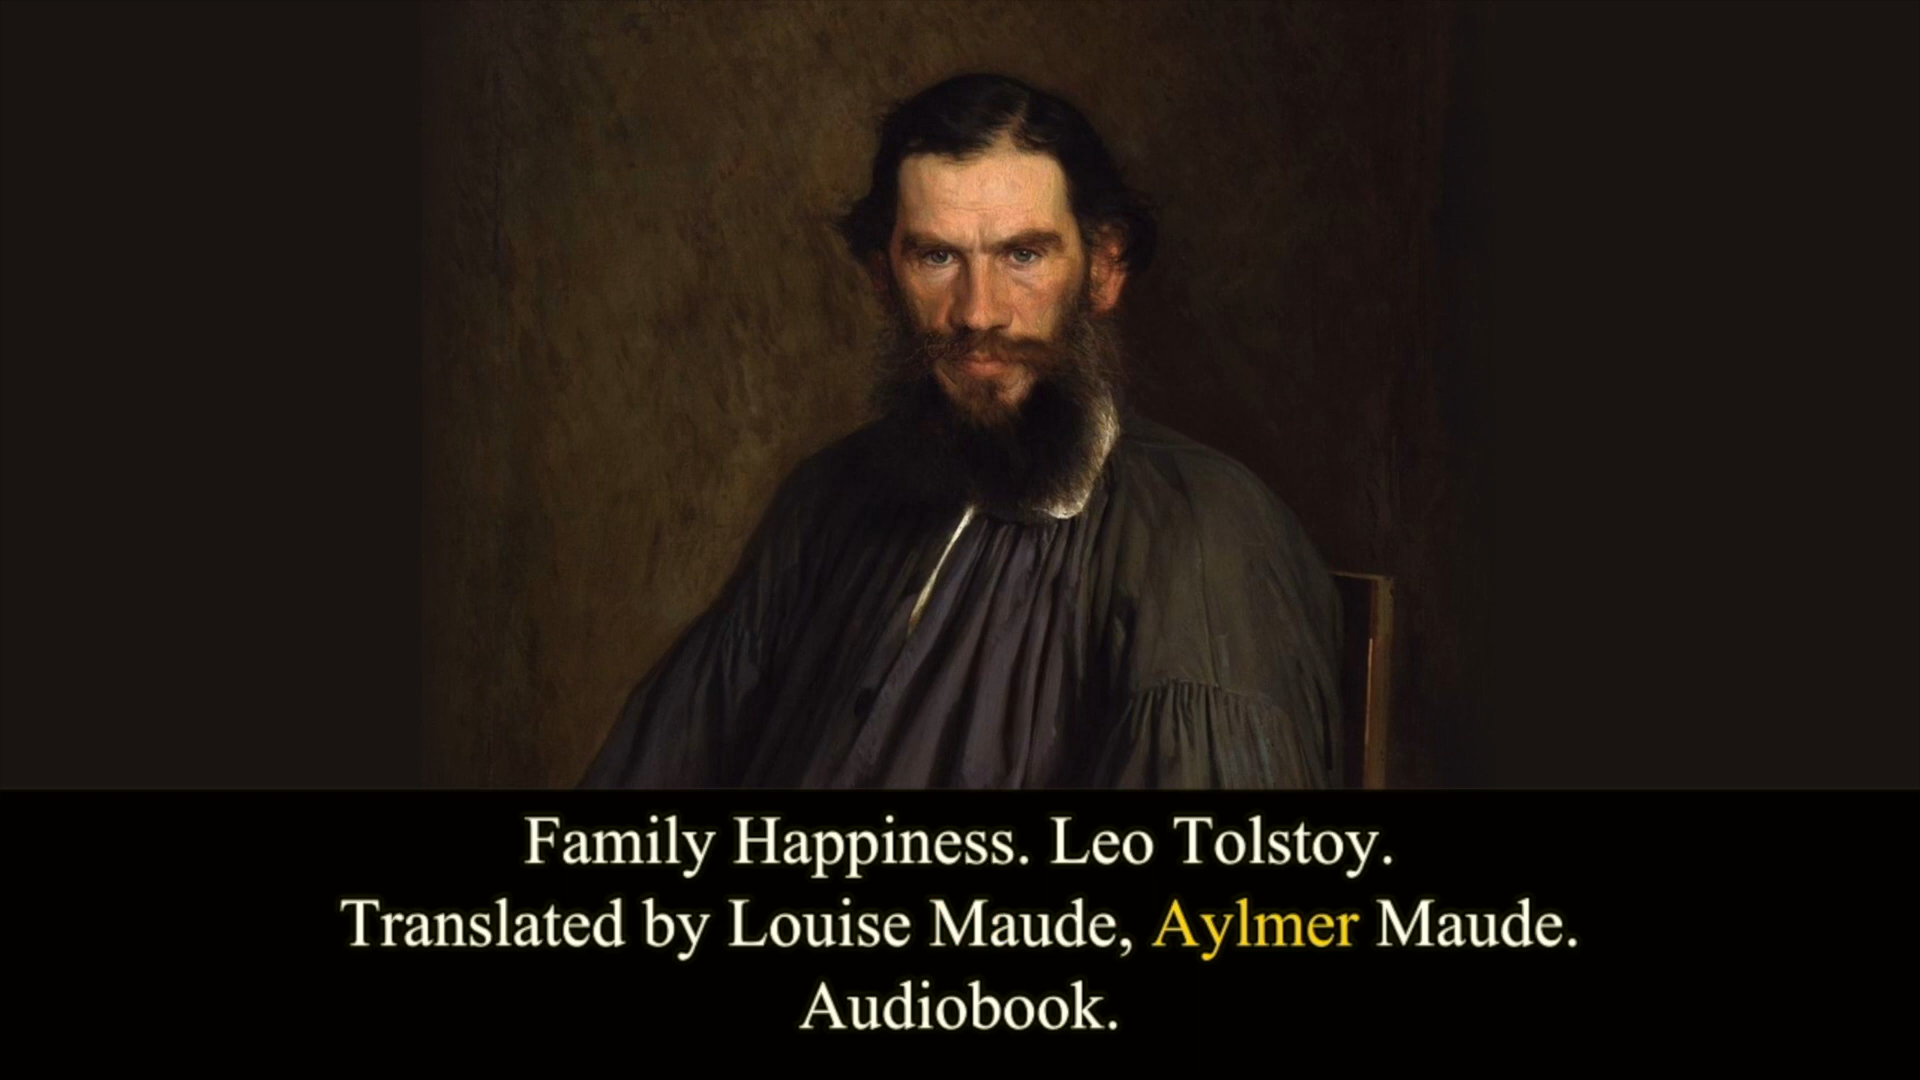 Family Happiness. Leo Tolstoy.
Translated by Louise Maude, Aylmer Maude.
Audiobook.